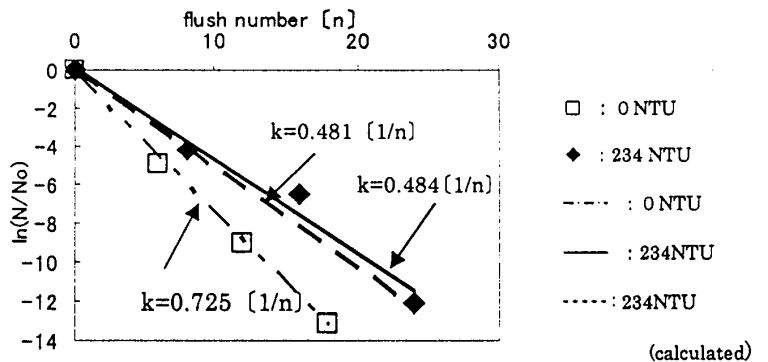 flush number〔n〕
0 10 20 30
0
-2
-4
-6
-8
-10
-12
-14
ln(N/No)
k=0.481〔1/n〕
k=0.484〔1/n〕
k=0.725〔1/n〕
: 0 NTU
: 234 NTU
: 0 NTU
: 234NTU
: 234NTU
(calculated)